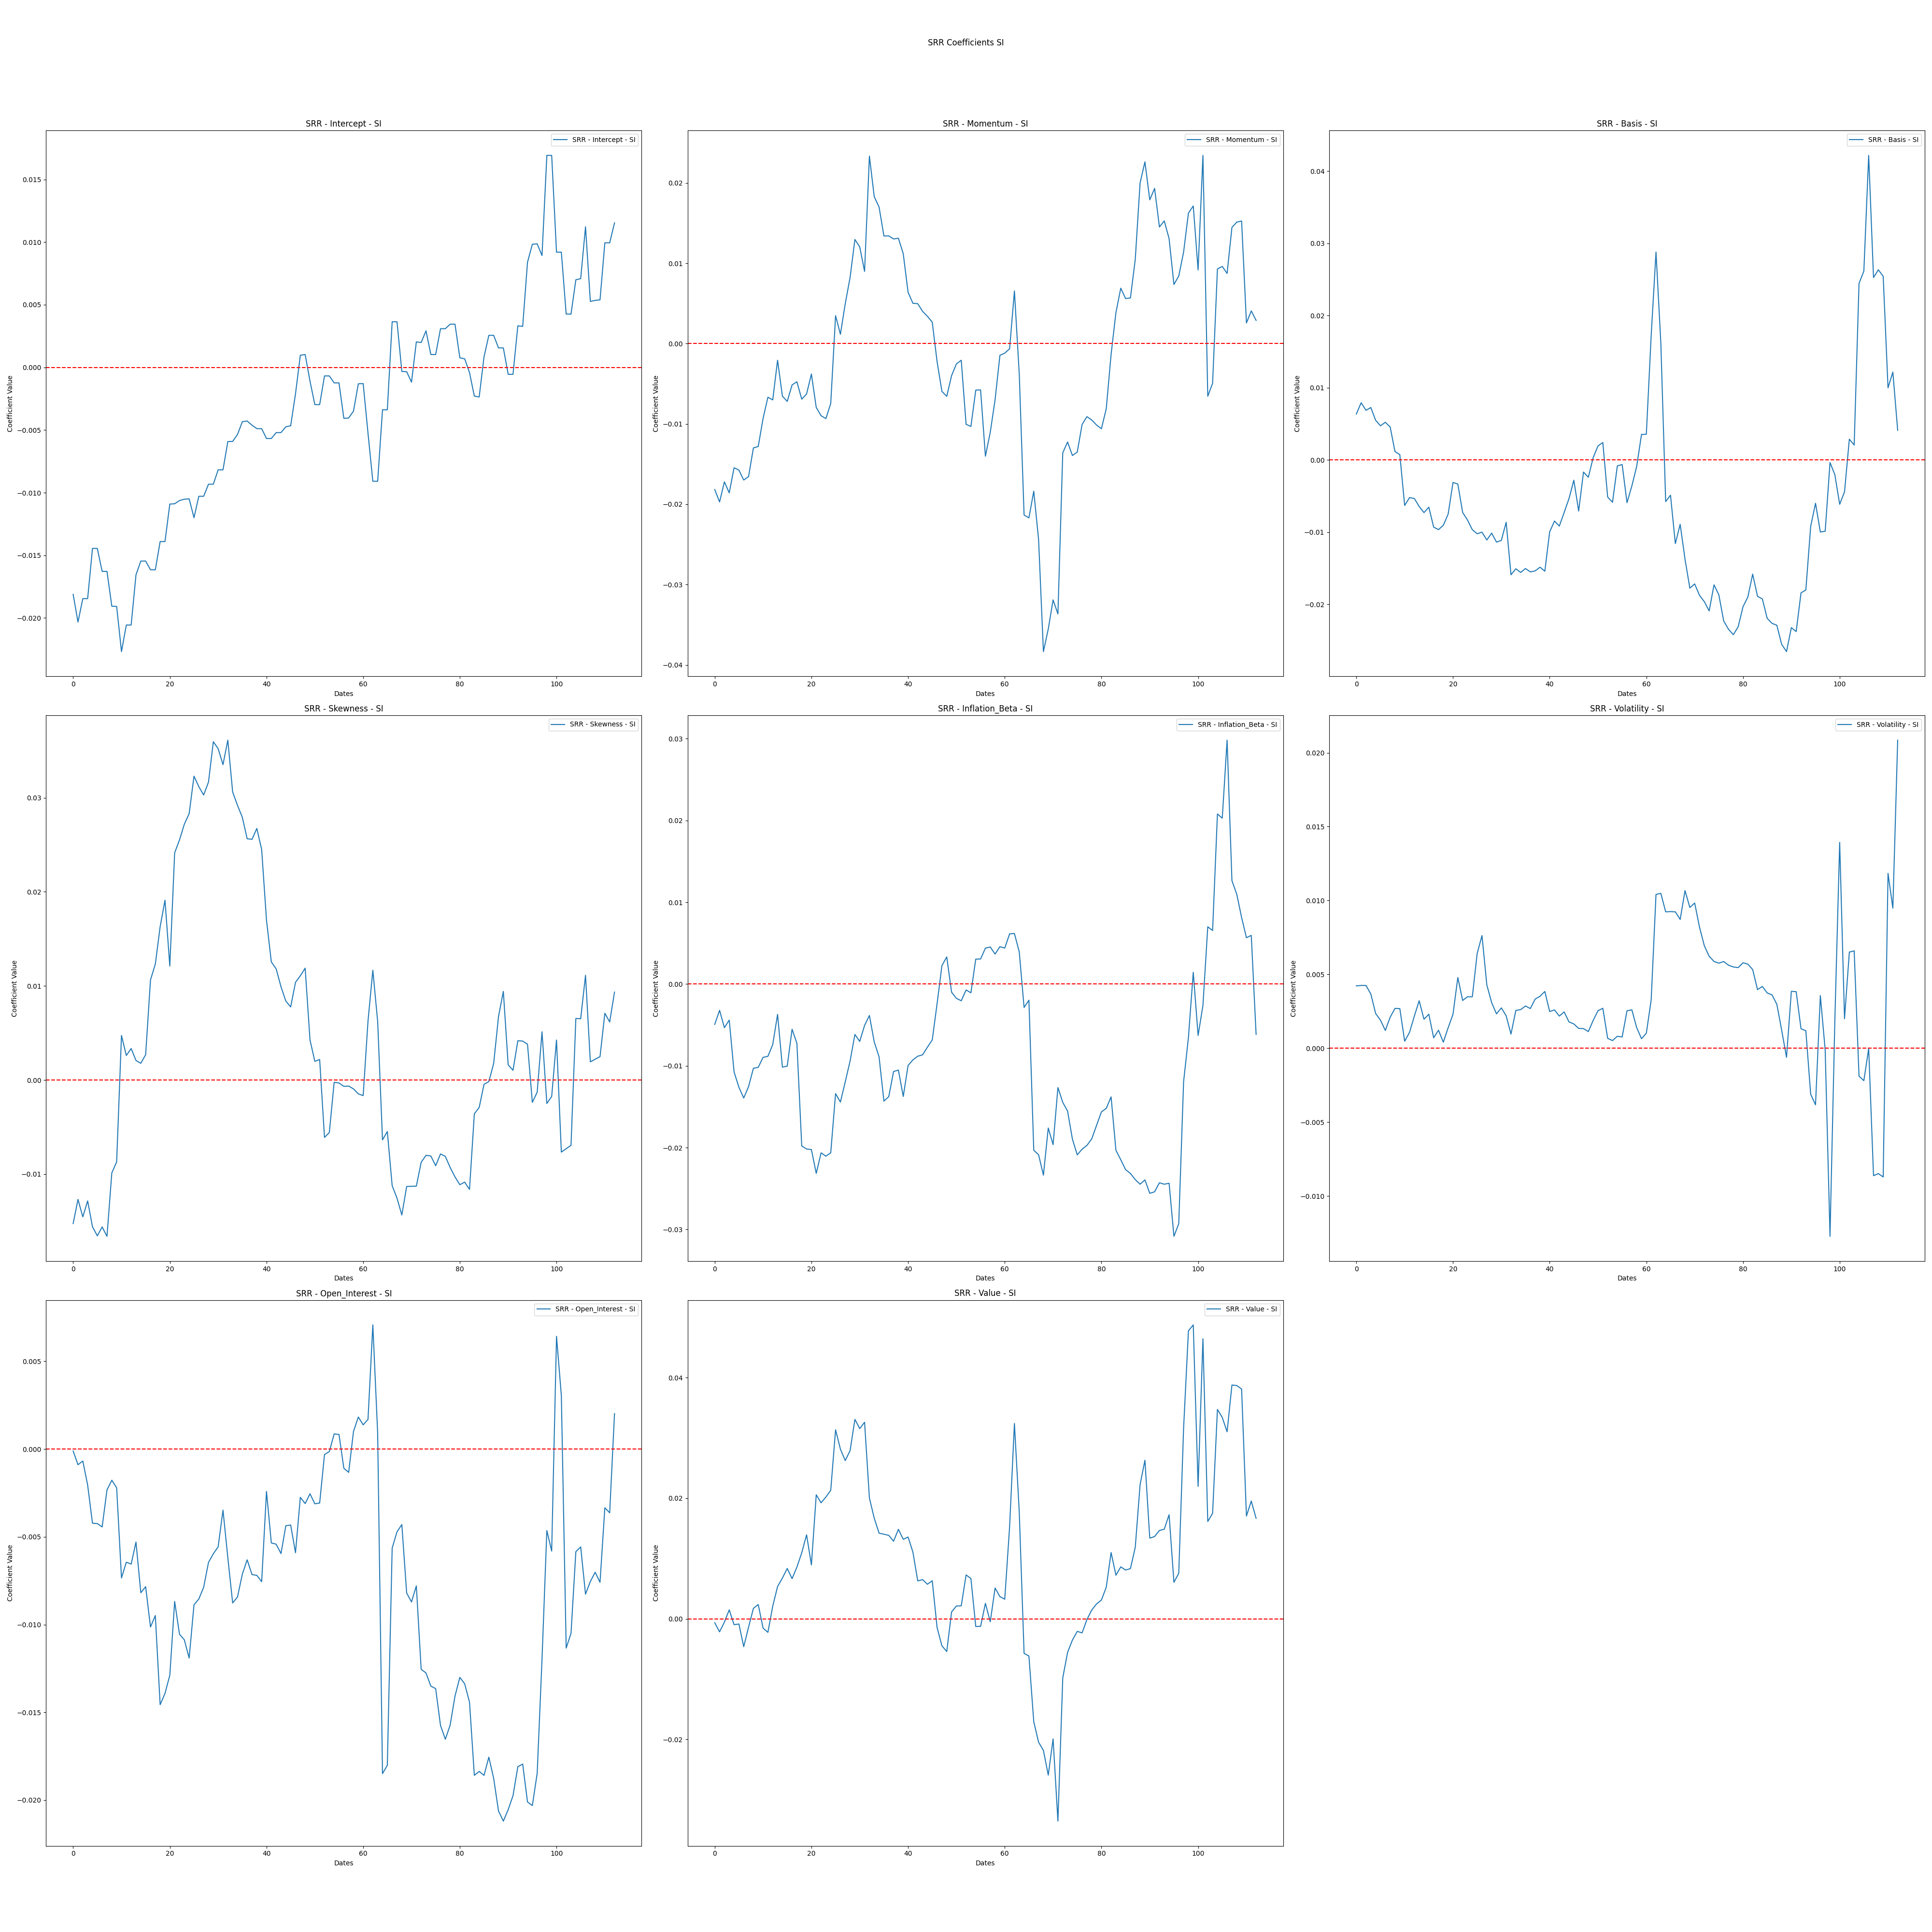 SRR Coefficients SI
SRR - Intercept - SI
SRR - Intercept - SI
0.015
0.010
0.005
0.000
−0.005
−0.010
−0.015
−0.020
Coefficient Value
0 20 40 60 80 100
Dates
SRR - Momentum - SI
SRR - Momentum - SI
0.02
0.01
0.00
−0.01
−0.02
−0.03
−0.04
Coefficient Value
0 20 40 60 80 100
Dates
SRR - Basis - SI
SRR - Basis - SI
0.04
0.03
0.02
0.01
0.00
−0.01
−0.02
Coefficient Value
0 20 40 60 80 100
Dates
SRR - Skewness - SI
SRR - Skewness - SI
0.03
0.02
0.01
0.00
−0.01
Coefficient Value
0 20 40 60 80 100
Dates
SRR - Inflation_Beta - SI
SRR - Inflation_Beta - SI
0.03
0.02
0.01
0.00
−0.01
−0.02
−0.03
Coefficient Value
0 20 40 60 80 100
Dates
SRR - Volatility - SI
SRR - Volatility - SI
0.020
0.015
0.010
0.005
0.000
−0.005
−0.010
Coefficient Value
0 20 40 60 80 100
Dates
SRR - Open_Interest - SI
SRR - Open_Interest - SI
0.005
0.000
−0.005
−0.010
−0.015
−0.020
Coefficient Value
0 20 40 60 80 100
Dates
SRR - Value - SI
SRR - Value - SI
0.04
0.02
0.00
−0.02
Coefficient Value
0 20 40 60 80 100
Dates